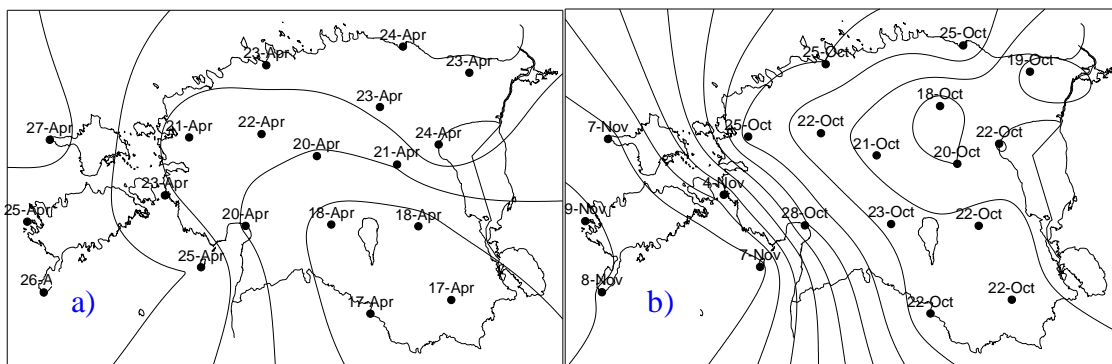 24-Apr
23-Apr
23-Apr
23-Apr
27-Apr
21-Apr
22-Apr
24-Apr
20-Apr
21-Apr
23-Apr
25-Apr
20-Apr
18-Apr
18-Apr
25-Apr
26-A
17-Apr
17-Apr
a)
25-Oct
25-Oct
19-Oct
18-Oct
7-Nov
25-Oct
22-Oct
22-Oct
21-Oct
20-Oct
4-Nov
9-Nov
28-Oct
23-Oct
22-Oct
7-Nov
8-Nov
22-Oct
22-Oct
b)